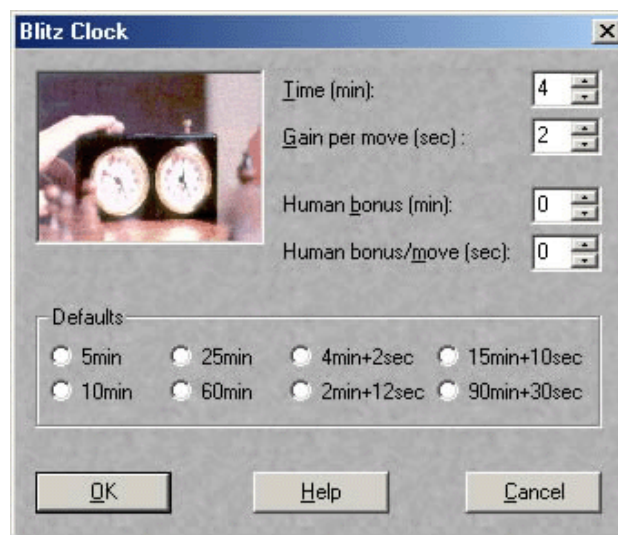 Blitz Clock
Time (min): 4
Gain per move (sec) : 2
Human bonus (min): 0
Human bonus/move (sec): 0
Defaults
5min 25min 4min+2sec 15min+10sec
10min 60min 2min+12sec 90min+30sec
OK Help Cancel